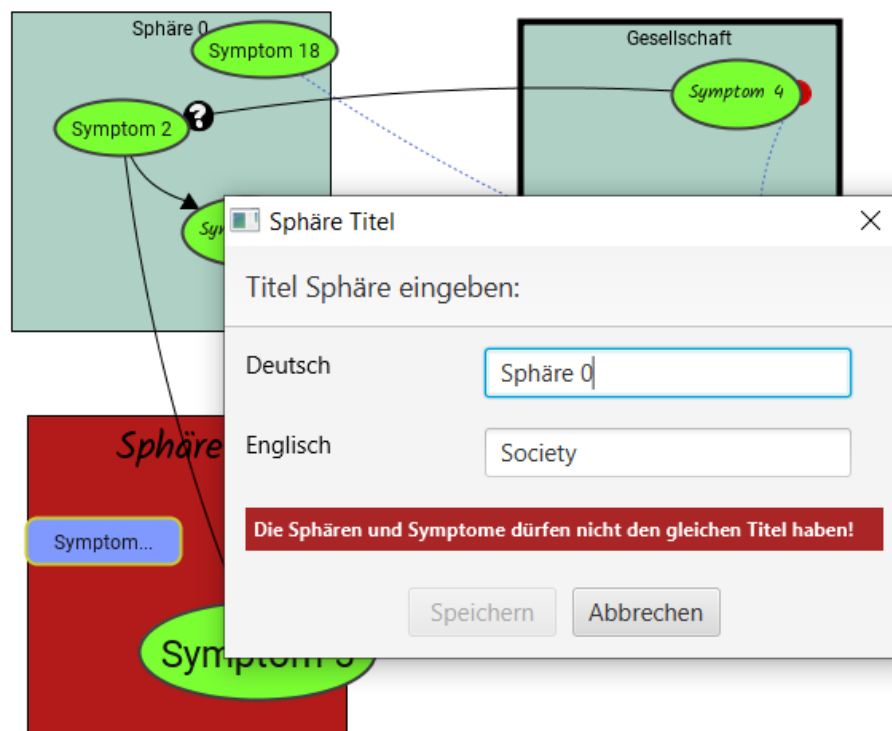 Sphäre 0
Symptom 18
Gesellschaft
Symptom 4
?
Symptom 2
Sphäre Titel
Titel Sphäre eingeben:
Deutsch
Sphäre 0
Englisch
Society
Die Sphären und Symptome dürfen nicht den gleichen Titel haben!
Speichern
Abbrechen
Sphäre
Symptom...
Symptom